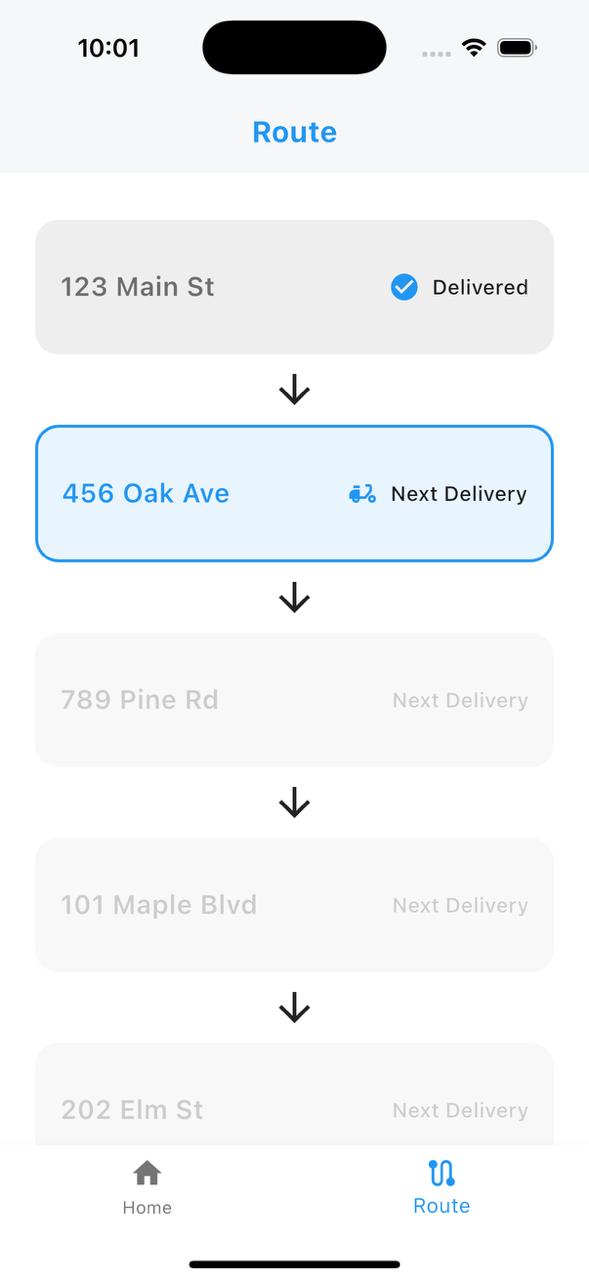 10:01
Route
123 Main St Delivered
456 Oak Ave Next Delivery
789 Pine Rd Next Delivery
101 Maple Blvd Next Delivery
202 Elm St Next Delivery
Home Route